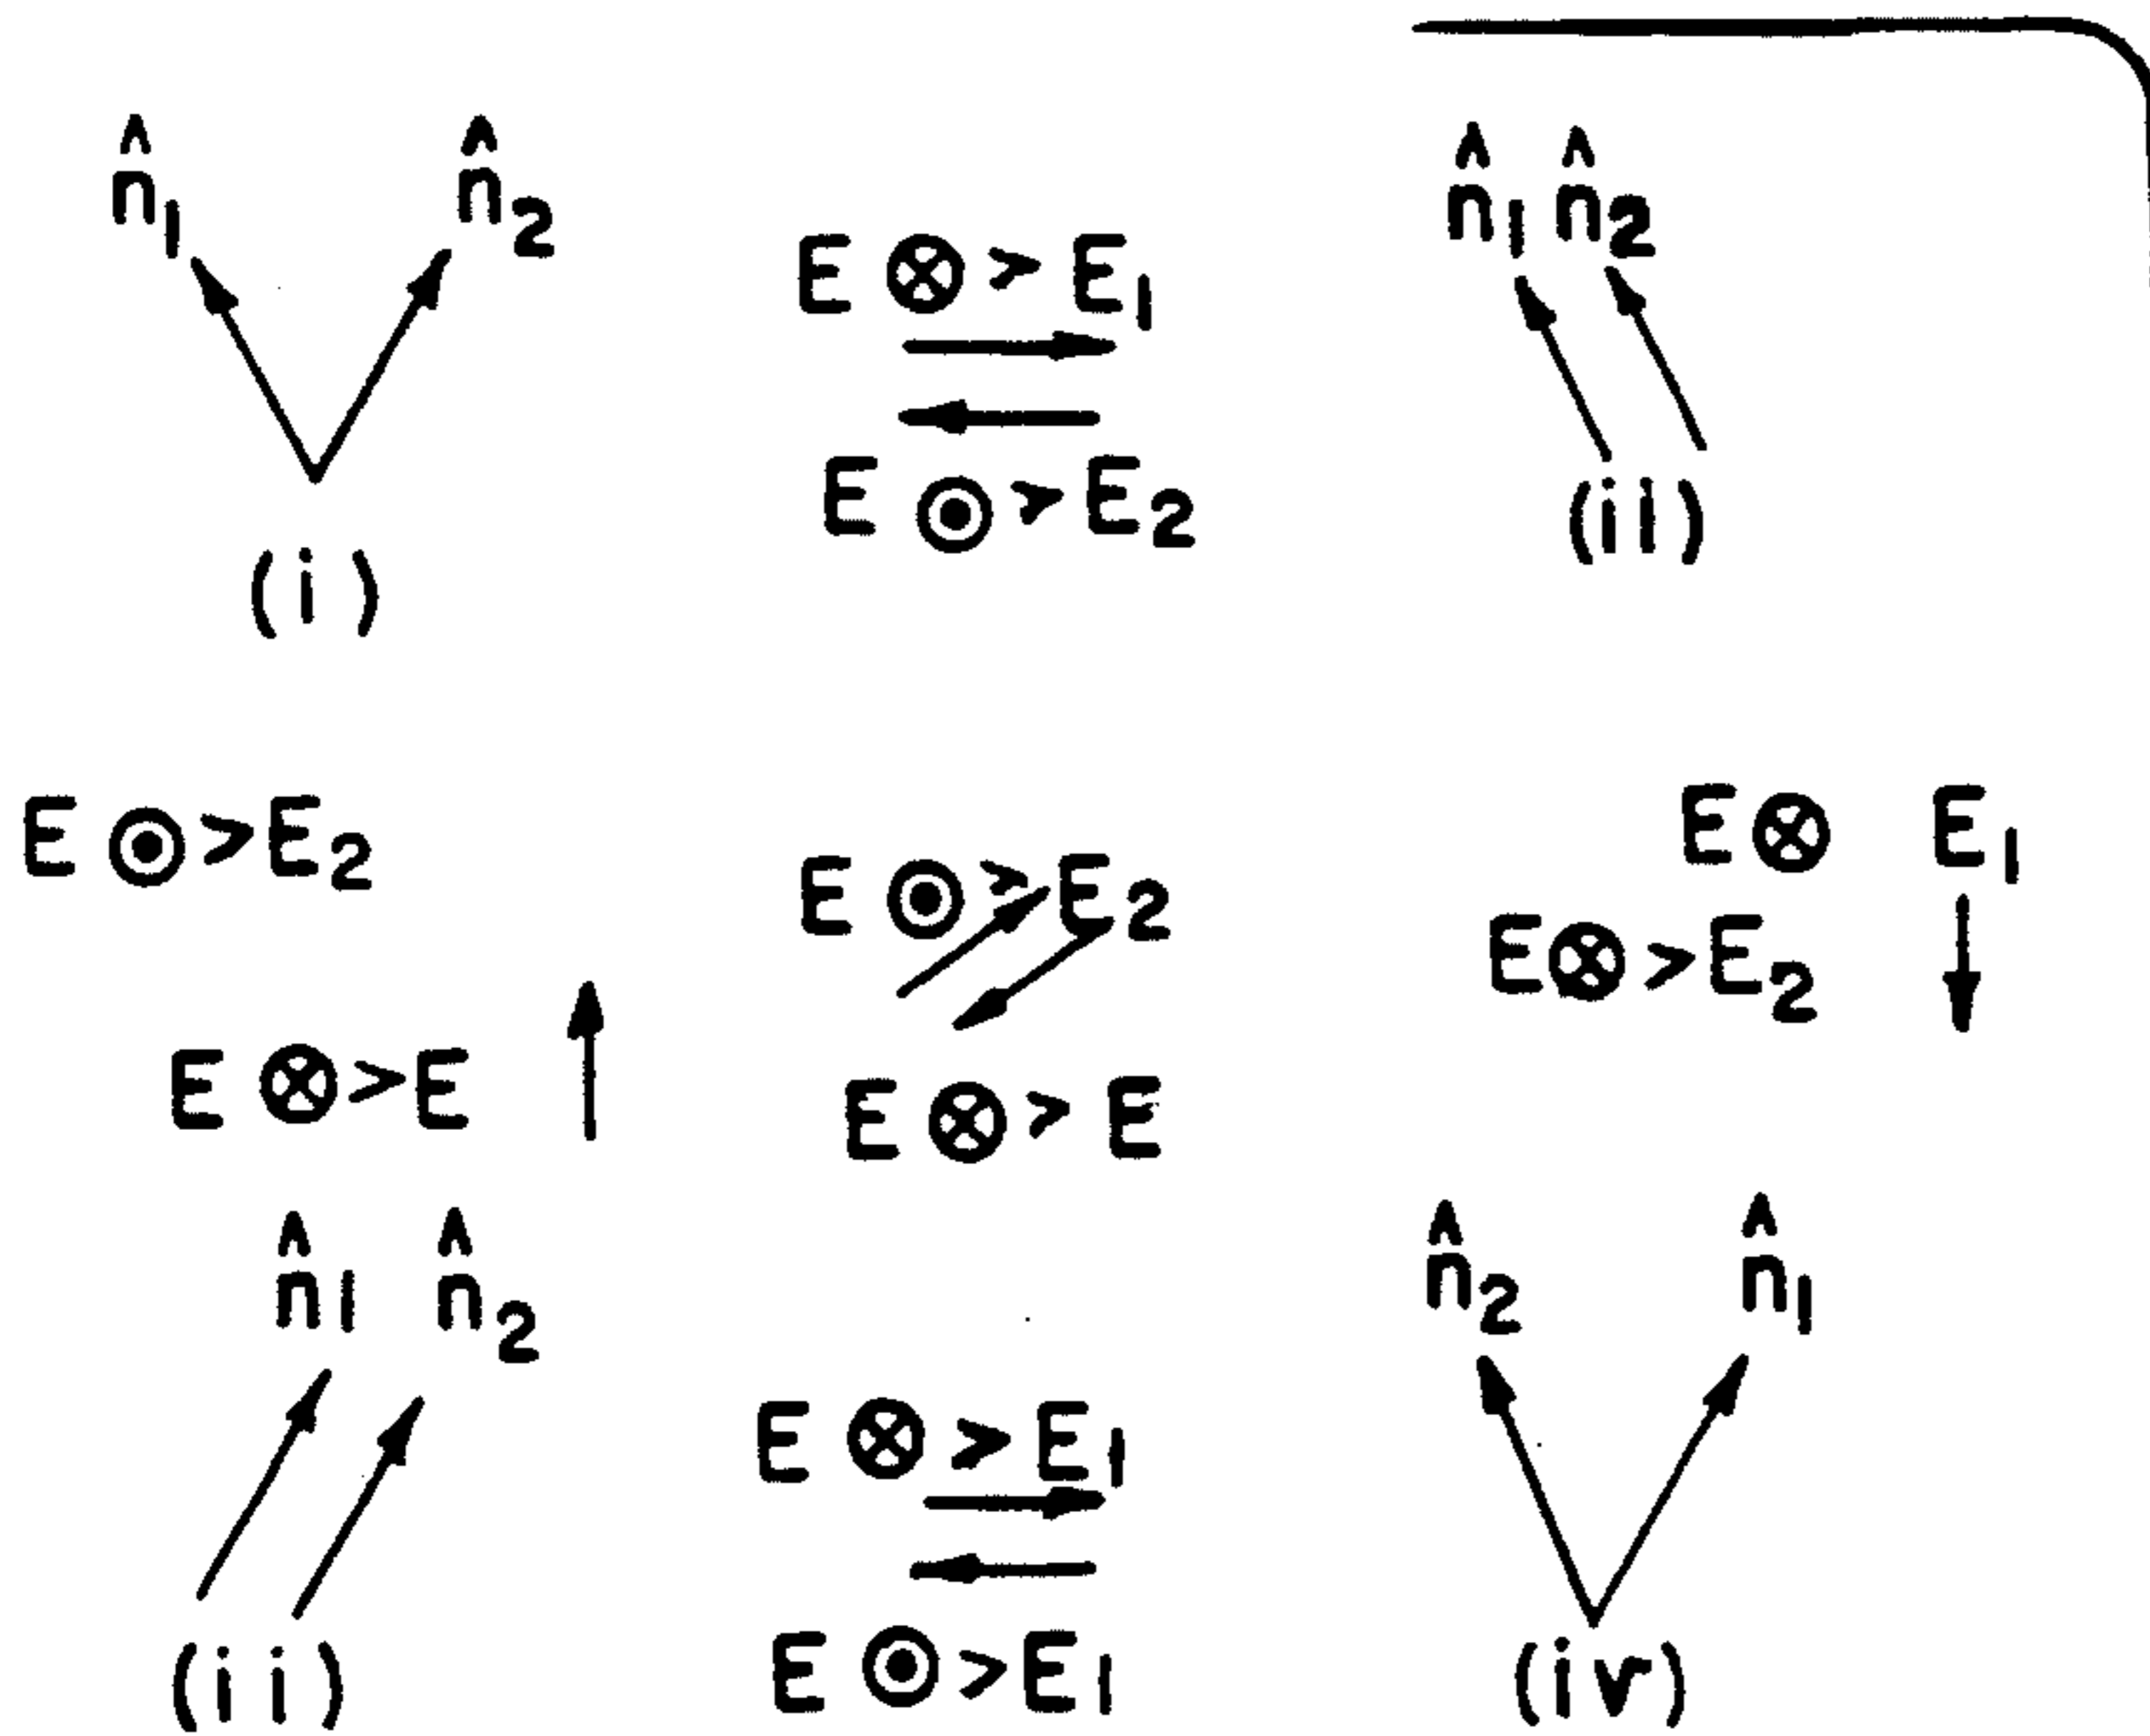 n̂1 n̂2
E ⊗ > E1
E ⊙ > E2
(i)
n̂1 n̂2
(ii)
E ⊙ > E2
E ⊗ > E
E ⊙ > E2
E ⊗ > E
E ⊗ E1
E ⊗ > E2
n̂1 n̂2
(ii)
E ⊗ > E1
E ⊙ > E1
n̂2 n̂1
(iv)